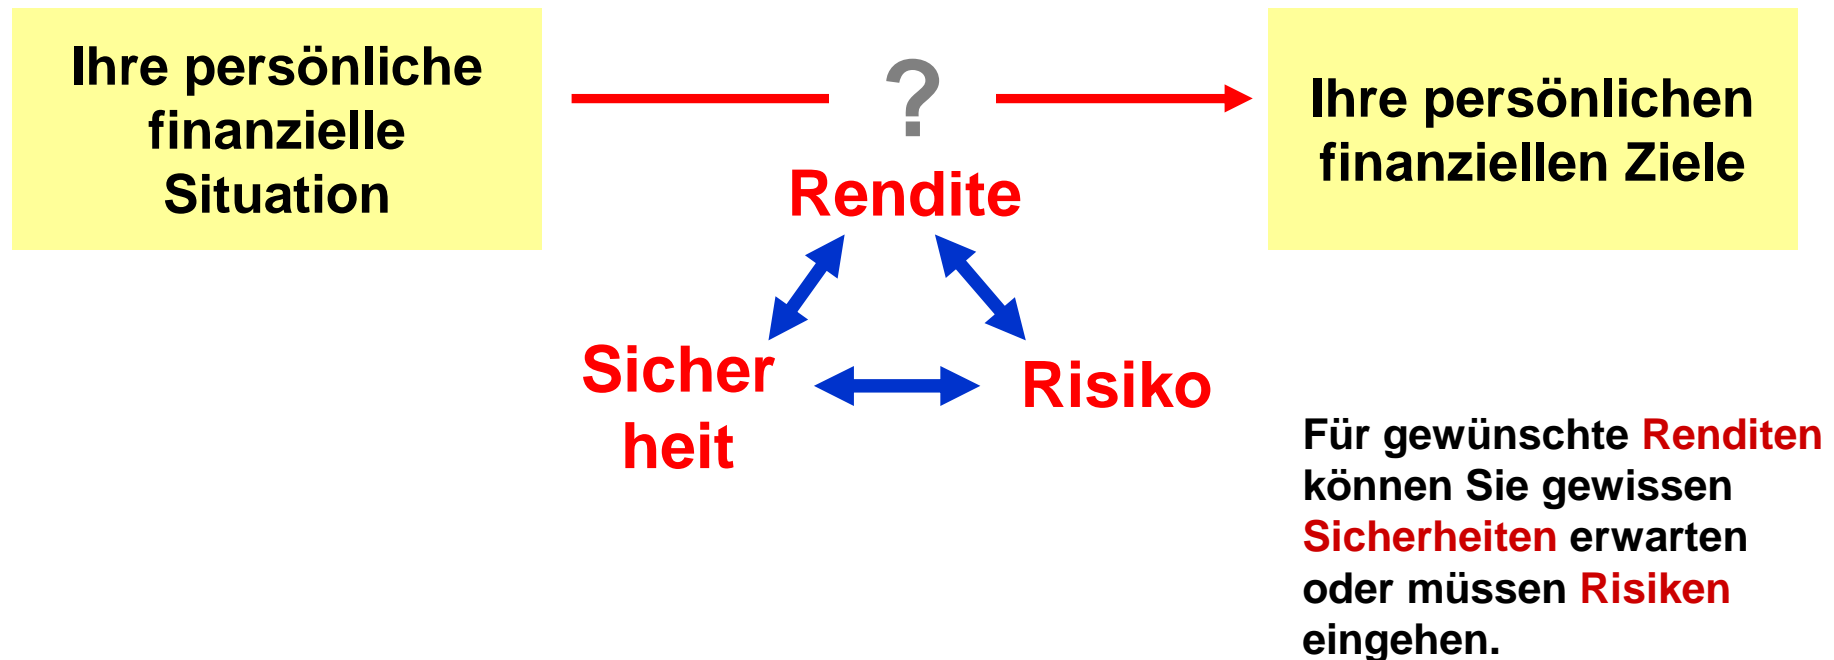 Ihre persönliche
finanzielle
Situation
?
Ihre persönlichen
finanziellen Ziele
Rendite
Sicher
heit
Risiko
Für gewünschte Renditen
können Sie gewissen
Sicherheiten erwarten
oder müssen Risiken
eingehen.